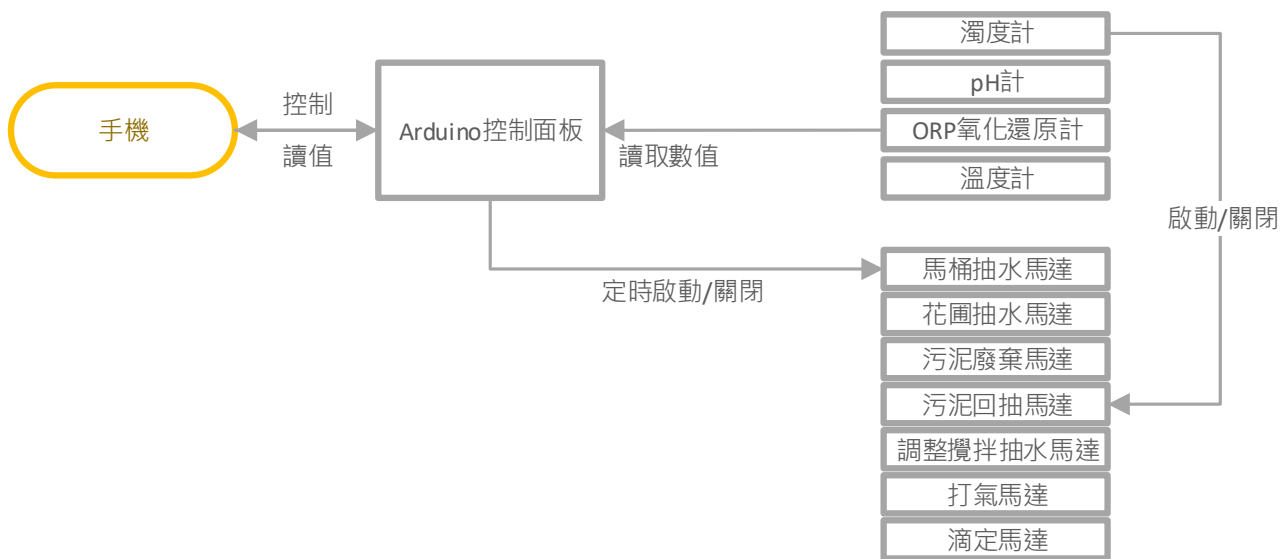 濁度計
pH計
ORP氧化還原計
溫度計
手機
控制
讀值
Arduino控制面板
讀取數值
啟動/關閉
定時啟動/關閉
馬桶抽水馬達
花圃抽水馬達
污泥廢棄馬達
污泥回抽馬達
調整攪拌抽水馬達
打氣馬達
滴定馬達